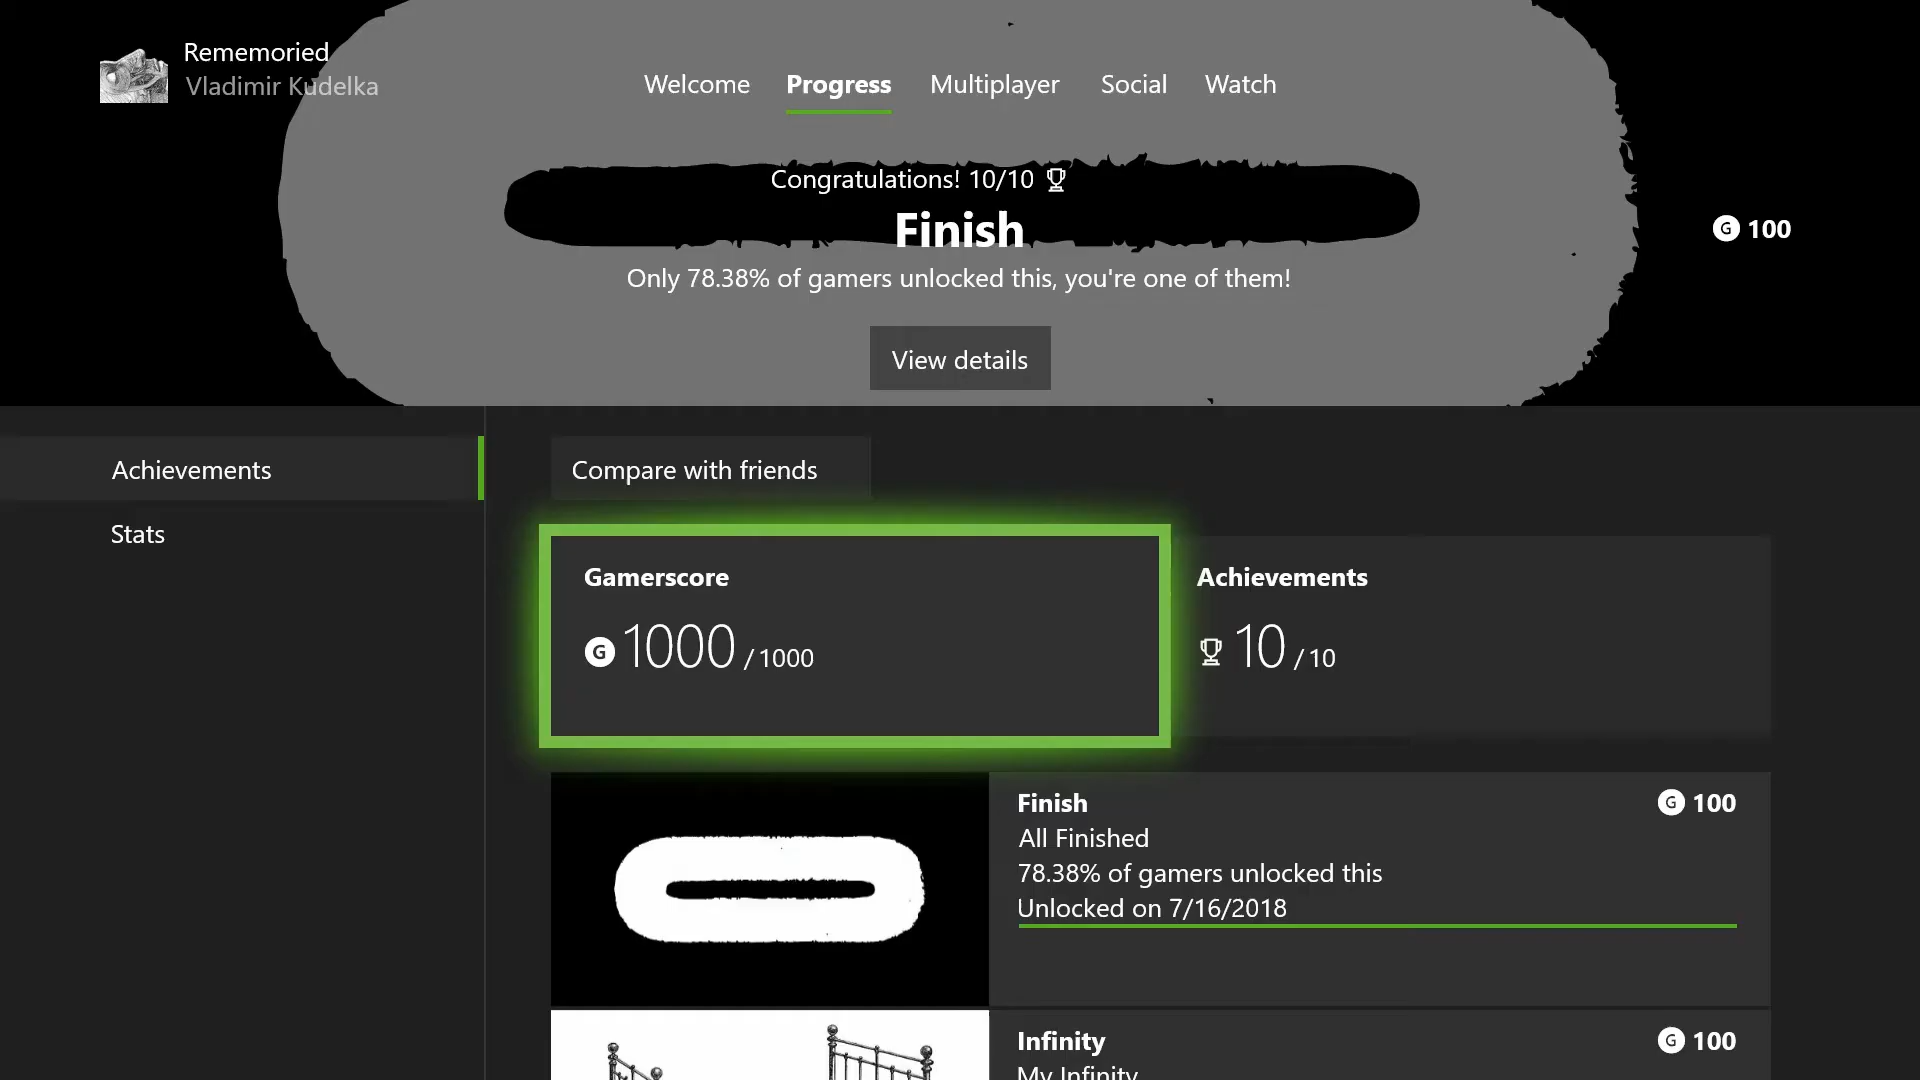 Rememoried
Vladimir Kudelka
Welcome Progress Multiplayer Social Watch
Congratulations! 10/10
Finish
G 100
Only 78.38% of gamers unlocked this, you're one of them!
View details
Achievements
Stats
Compare with friends
Gamerscore
G 1000 / 1000
Achievements
10 / 10
Finish
G 100
All Finished
78.38% of gamers unlocked this
Unlocked on 7/16/2018
Infinity
G 100
My Infinity